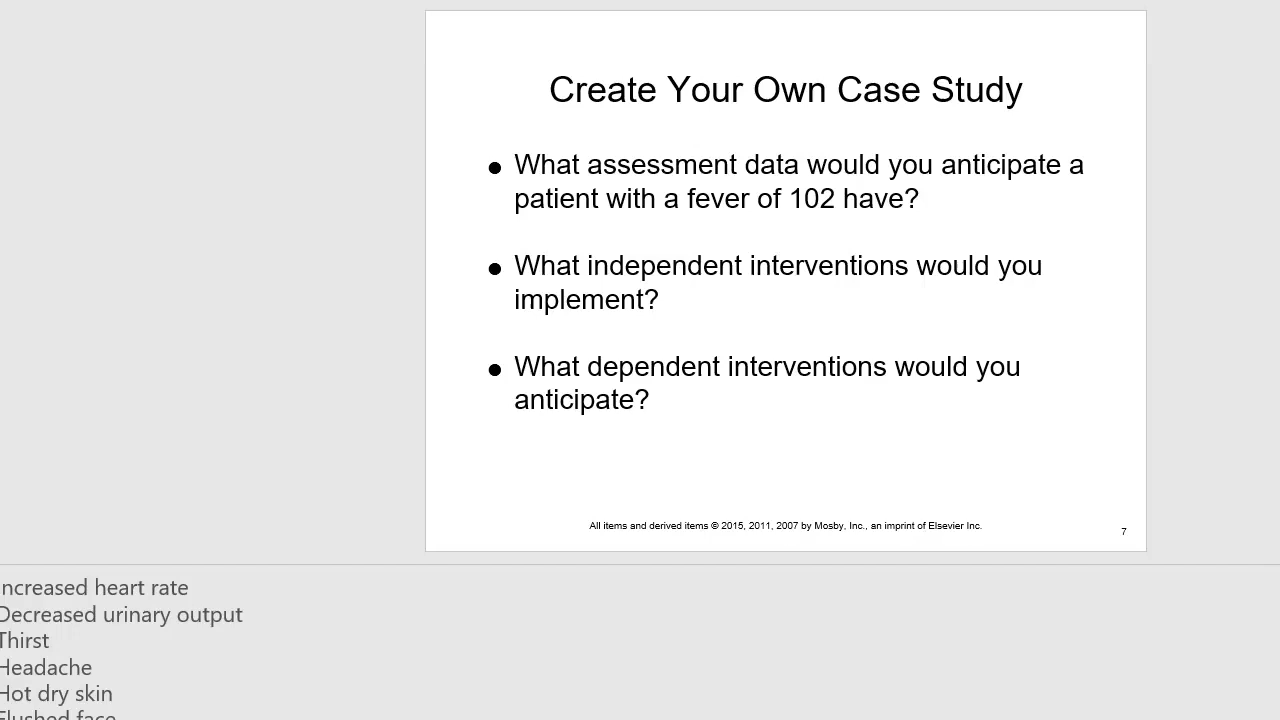 Create Your Own Case Study
● What assessment data would you anticipate a
patient with a fever of 102 have?
● What independent interventions would you
implement?
● What dependent interventions would you
anticipate?
All items and derived items © 2015, 2011, 2007 by Mosby, Inc., an imprint of Elsevier Inc.
7
ncreased heart rate
Decreased urinary output
Thirst
Headache
Hot dry skin
Flushed face